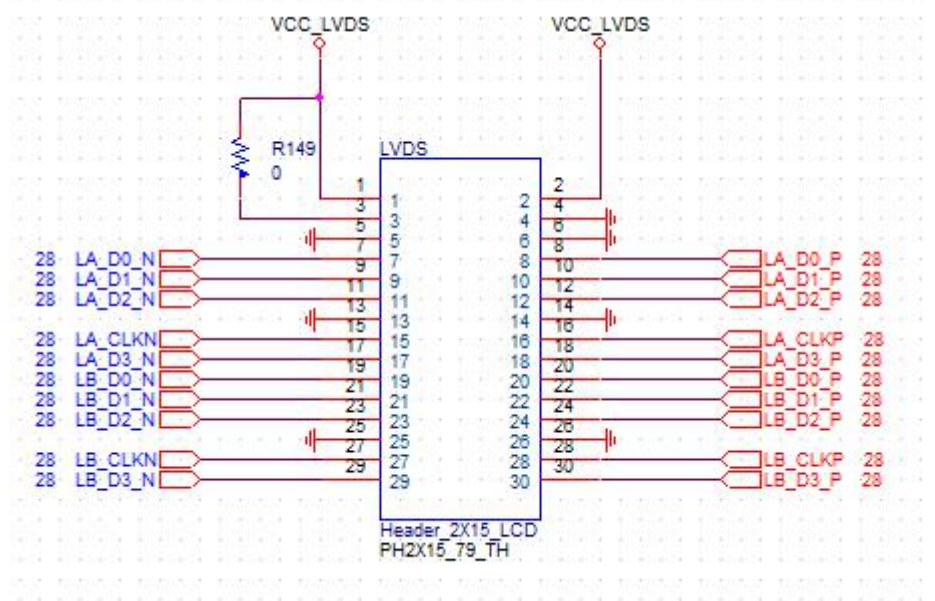 VCC_LVDS VCC_LVDS
R149 LVDS
0
1 2
1 2
3 4
3 4
5 6
5 6
7 8
28 LA_D0_N 7 8 LA_D0_P 28
9 10
28 LA_D1_N 9 10 LA_D1_P 28
11 12
28 LA_D2_N 11 12 LA_D2_P 28
13 14
13 14
15 16
28 LA_CLKN 15 16 LA_CLKP 28
17 18
28 LA_D3_N 17 18 LA_D3_P 28
19 20
28 LB_D0_N 19 20 LB_D0_P 28
21 22
28 LB_D1_N 21 22 LB_D1_P 28
23 24
28 LB_D2_N 23 24 LB_D2_P 28
25 26
25 26
27 28
28 LB_CLKN 27 28 LB_CLKP 28
29 30
28 LB_D3_N 29 30 LB_D3_P 28
Header_2X15_LCD
PH2X15_79_TH